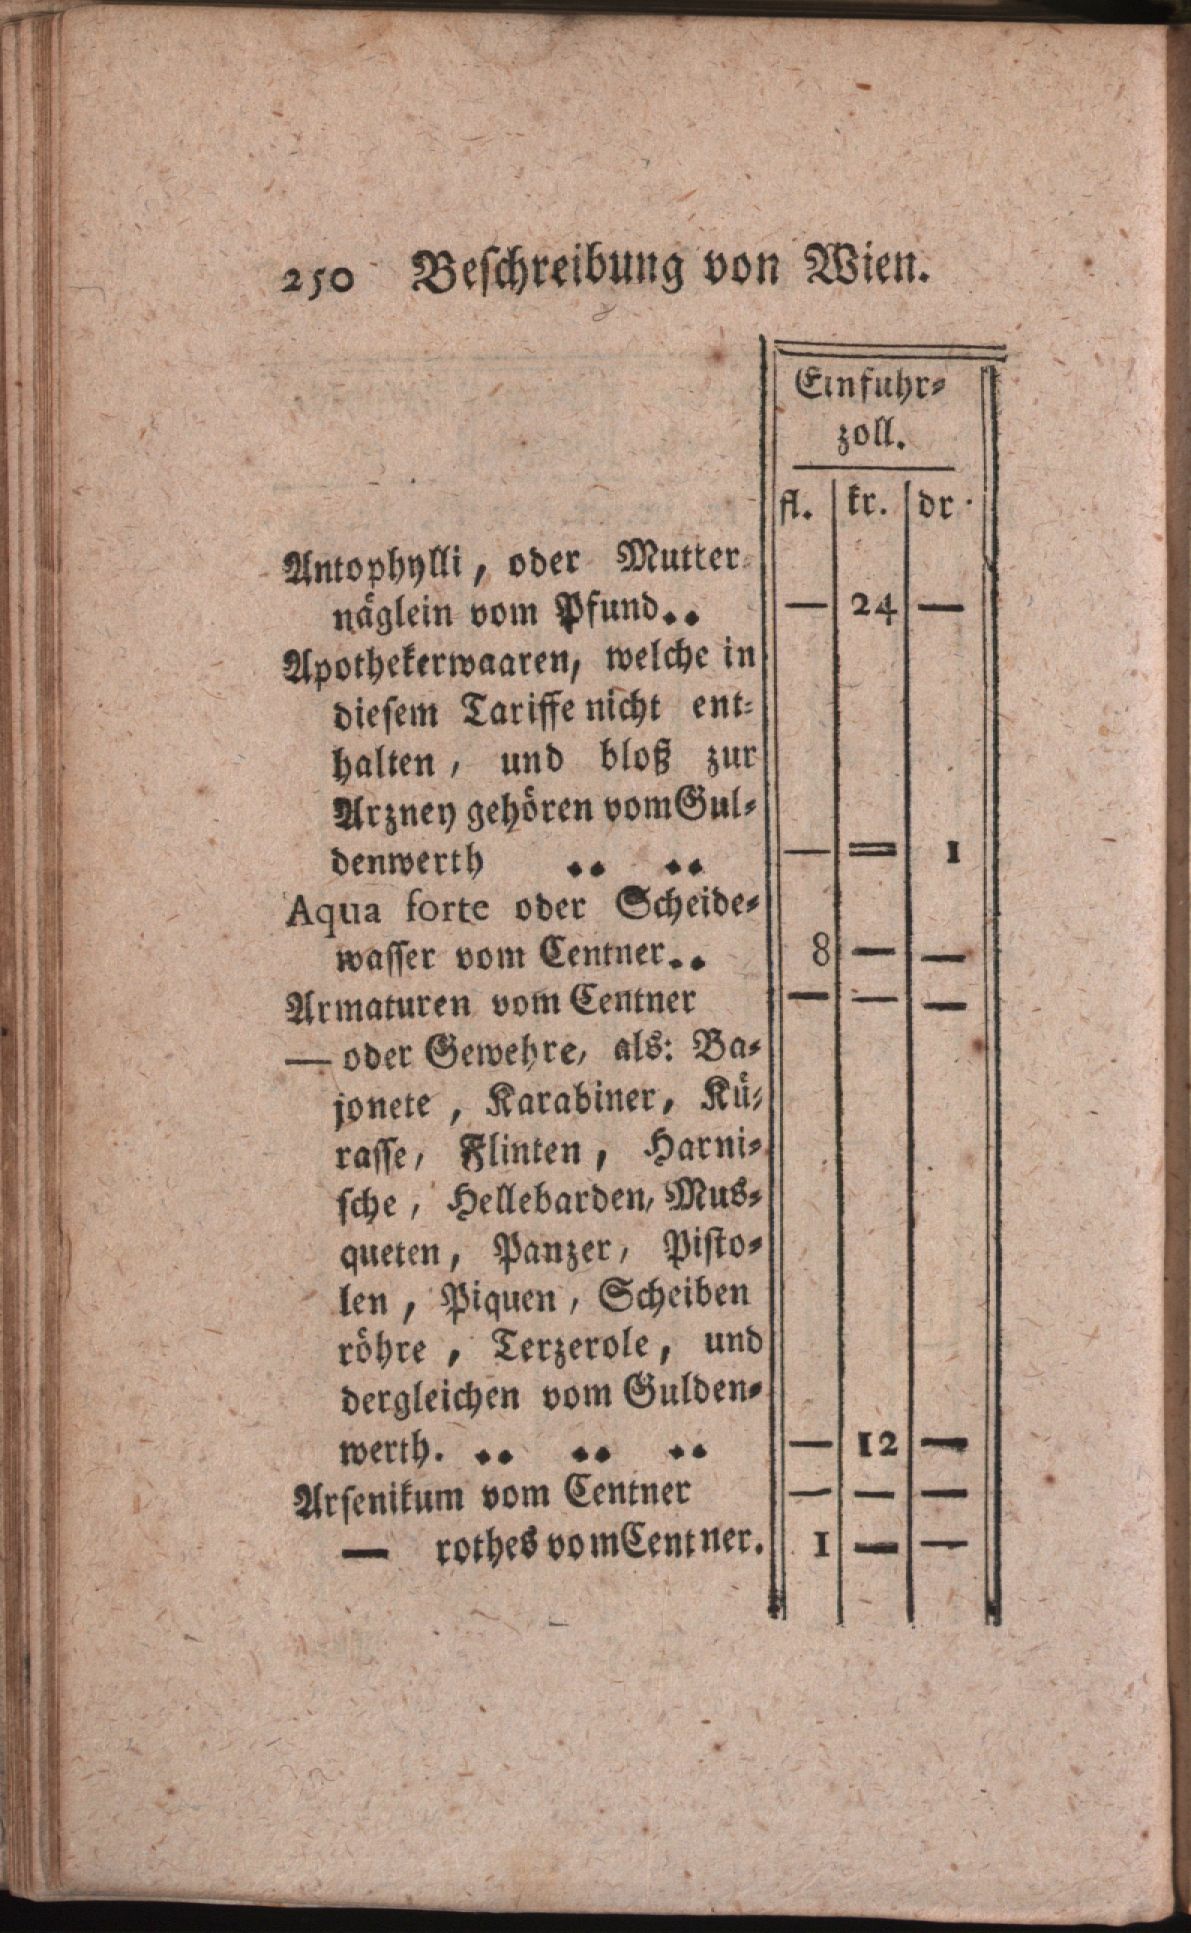 250 Beſchreibung von Wien.
Einfuhr⸗
zoll.
fl. kr. dr.
Antophylli, oder Mutter⸗
näglein vom Pfund.. — 24 —
Apothekerwaaren, welche in
dieſem Tariffe nicht ent⸗
halten, und bloß zur
Arzney gehören vom Gul⸗
denwerth .. .. — — 1
Aqua forte oder Scheide⸗
waſſer vom Centner.. 8 — —
Armaturen vom Centner — — —
— oder Gewehre, als: Ba⸗
jonete, Karabiner, Kü⸗
raſſe, Flinten, Harni⸗
ſche, Hellebarden, Mus⸗
queten, Panzer, Piſto⸗
len, Piquen, Scheiben
röhre, Terzerole, und
dergleichen vom Gulden⸗
werth. .. .. .. — 12 —
Arſenikum vom Centner — — —
— rothes vom Centner. 1 — —